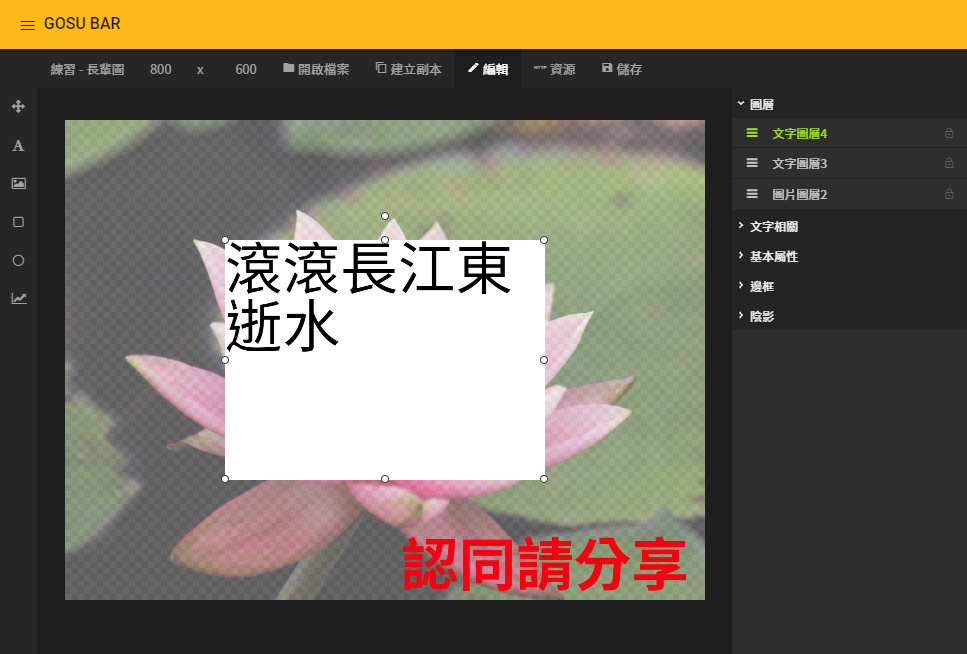 GOSU BAR
練習 - 長輩圖 800 x 600 開啟檔案 建立副本 編輯 HTTP 資源 儲存
A
圖層
文字圖層4
文字圖層3
圖片圖層2
文字相關
基本屬性
邊框
陰影
滾滾長江東
逝水
認同請分享